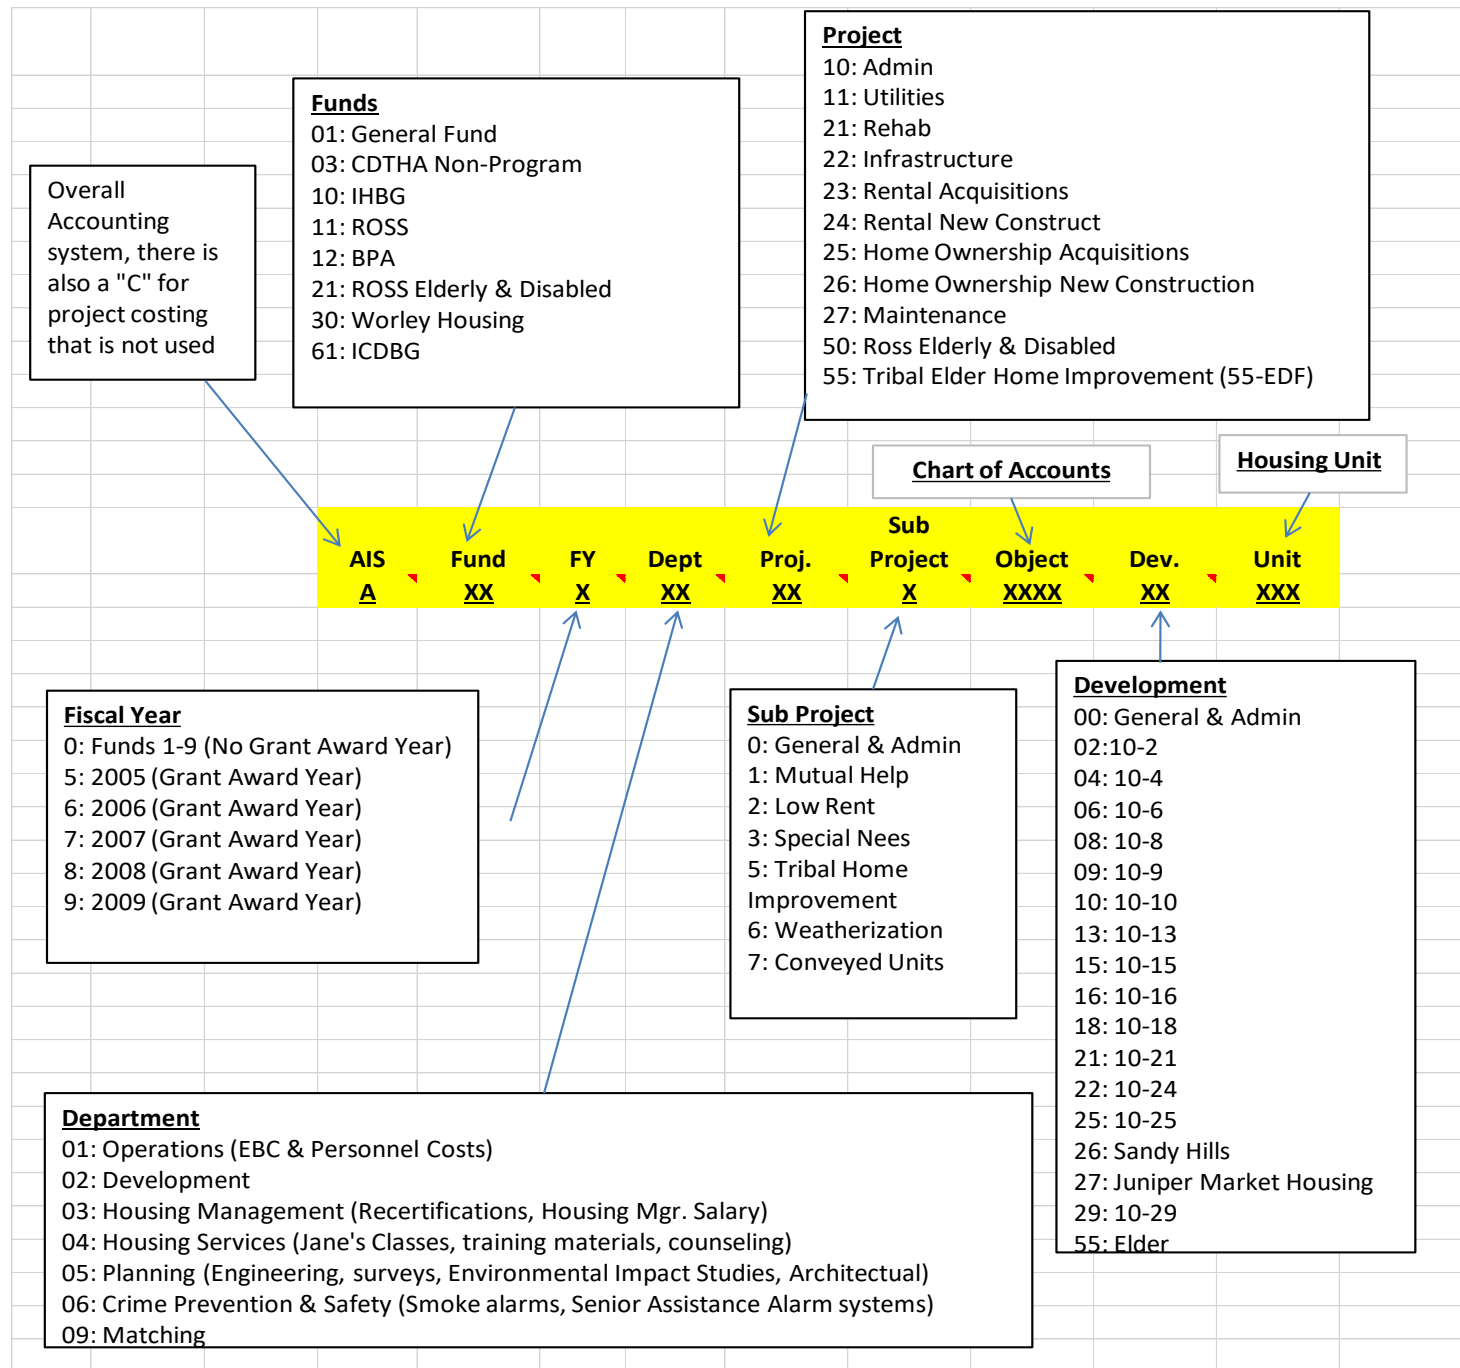 Project
10: Admin
11: Utilities
21: Rehab
22: Infrastructure
23: Rental Acquisitions
24: Rental New Construct
25: Home Ownership Acquisitions
26: Home Ownership New Construction
27: Maintenance
50: Ross Elderly & Disabled
55: Tribal Elder Home Improvement (55-EDF)
Funds
01: General Fund
03: CDTHA Non-Program
10: IHBG
11: ROSS
12: BPA
21: ROSS Elderly & Disabled
30: Worley Housing
61: ICDBG
Overall
Accounting
system, there is
also a "C" for
project costing
that is not used
Chart of Accounts
Housing Unit
Sub
AIS Fund FY Dept Proj. Project Object Dev. Unit
A XX X XX XX X XXXX XX XXX
Fiscal Year
0: Funds 1-9 (No Grant Award Year)
5: 2005 (Grant Award Year)
6: 2006 (Grant Award Year)
7: 2007 (Grant Award Year)
8: 2008 (Grant Award Year)
9: 2009 (Grant Award Year)
Sub Project
0: General & Admin
1: Mutual Help
2: Low Rent
3: Special Nees
5: Tribal Home
Improvement
6: Weatherization
7: Conveyed Units
Development
00: General & Admin
02:10-2
04: 10-4
06: 10-6
08: 10-8
09: 10-9
10: 10-10
13: 10-13
15: 10-15
16: 10-16
18: 10-18
21: 10-21
22: 10-24
25: 10-25
26: Sandy Hills
27: Juniper Market Housing
29: 10-29
55: Elder
Department
01: Operations (EBC & Personnel Costs)
02: Development
03: Housing Management (Recertifications, Housing Mgr. Salary)
04: Housing Services (Jane's Classes, training materials, counseling)
05: Planning (Engineering, surveys, Environmental Impact Studies, Architectual)
06: Crime Prevention & Safety (Smoke alarms, Senior Assistance Alarm systems)
09: Matching